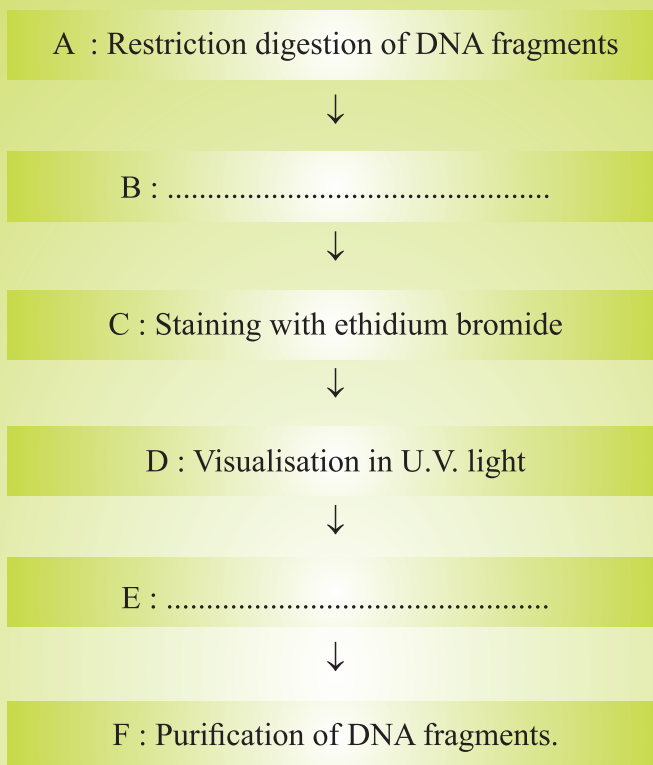 A : Restriction digestion of DNA fragments
↓
B : ................................................
↓
C : Staining with ethidium bromide
↓
D : Visualisation in U.V. light
↓
E : ................................................
↓
F : Purification of DNA fragments.